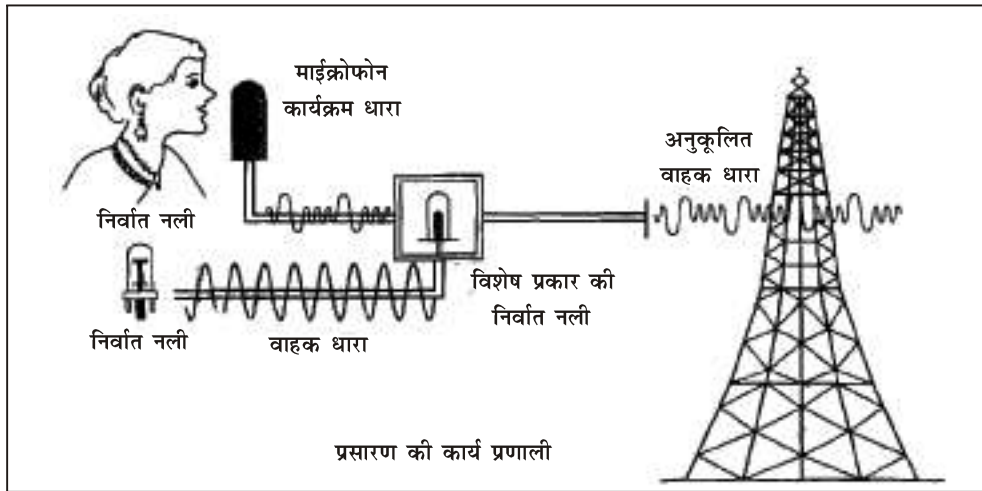 माईक्रोफोन
कार्यक्रम धारा
अनुकूलित
वाहक धारा
निर्वात नली
विशेष प्रकार की
निर्वात नली
निर्वात नली
वाहक धारा
प्रसारण की कार्य प्रणाली